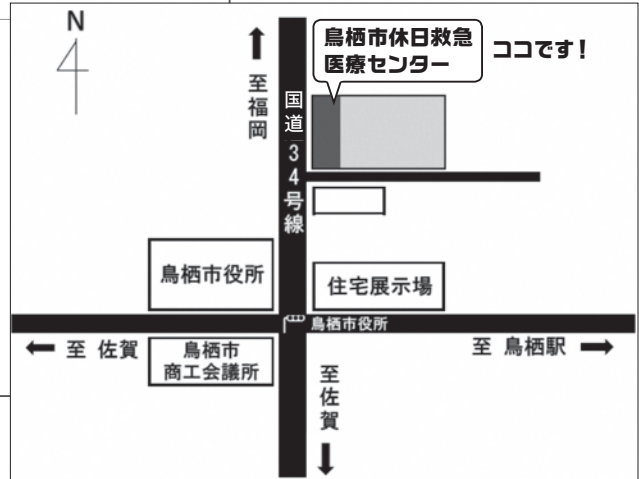 N
至福岡
国道34号線
鳥栖市休日救急
医療センター
ココです！
鳥栖市役所
住宅展示場
鳥栖市役所
至 佐賀
鳥栖市
商工会議所
至 鳥栖駅
至佐賀